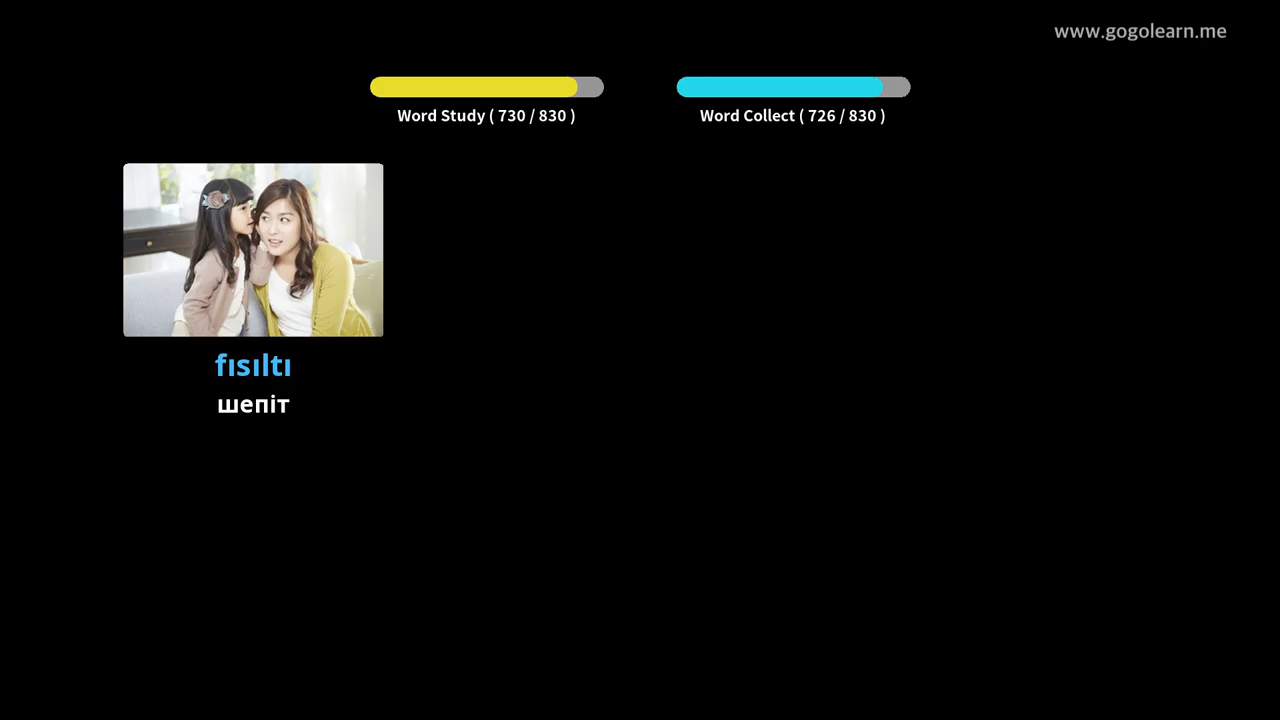 www.gogolearn.me
Word Study ( 730 / 830 )
Word Collect ( 726 / 830 )
fısıltı
шепіт